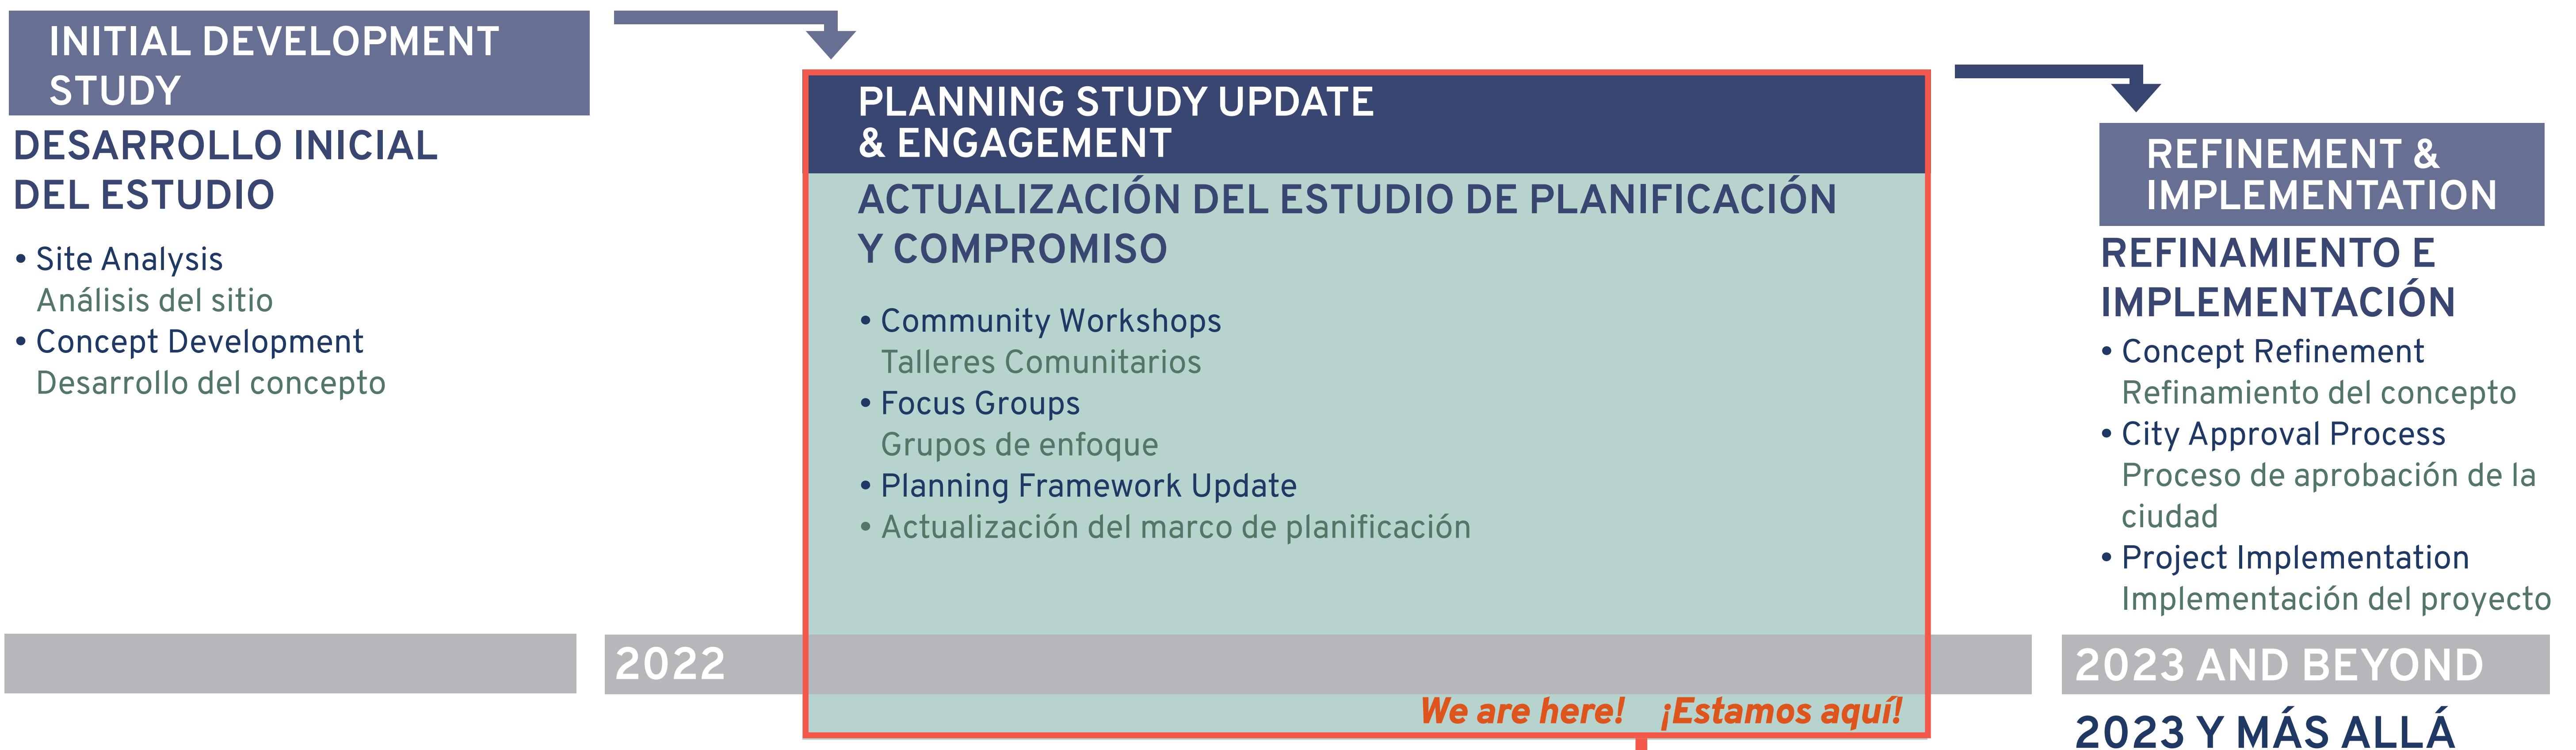 INITIAL DEVELOPMENT
STUDY
DESARROLLO INICIAL
DEL ESTUDIO
• Site Analysis
Análisis del sitio
• Concept Development
Desarrollo del concepto
PLANNING STUDY UPDATE
& ENGAGEMENT
ACTUALIZACIÓN DEL ESTUDIO DE PLANIFICACIÓN
Y COMPROMISO
• Community Workshops
Talleres Comunitarios
• Focus Groups
Grupos de enfoque
• Planning Framework Update
• Actualización del marco de planificación
REFINEMENT &
IMPLEMENTATION
REFINAMIENTO E
IMPLEMENTACIÓN
• Concept Refinement
Refinamiento del concepto
• City Approval Process
Proceso de aprobación de la
ciudad
• Project Implementation
Implementación del proyecto
2022
2023 AND BEYOND
We are here! ¡Estamos aquí!
2023 Y MÁS ALLÁ